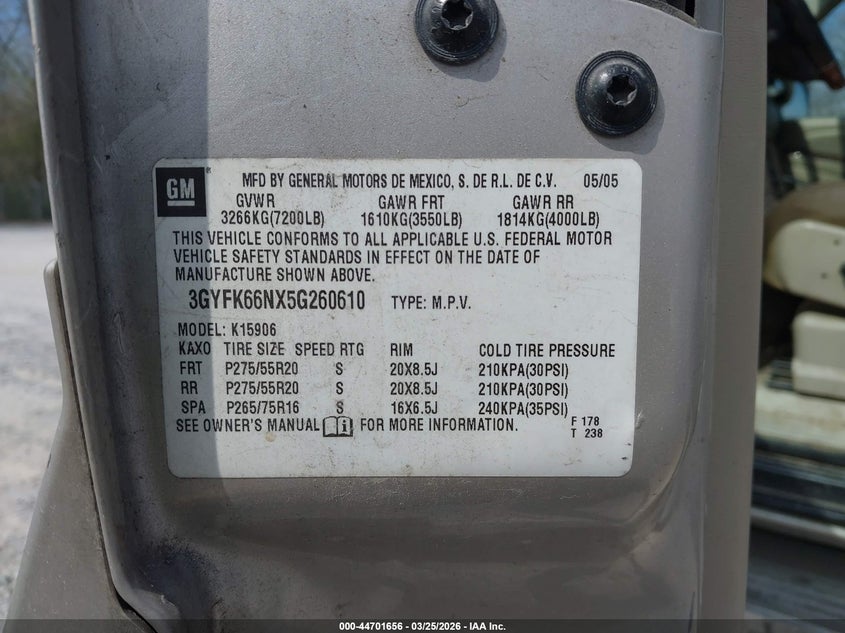 GM
MFD BY GENERAL MOTORS DE MEXICO, S. DE R.L. DE C.V. 05/05
GVWR GAWR FRT GAWR RR
3266KG(7200LB) 1610KG(3550LB) 1814KG(4000LB)
THIS VEHICLE CONFORMS TO ALL APPLICABLE U.S. FEDERAL MOTOR
VEHICLE SAFETY STANDARDS IN EFFECT ON THE DATE OF
MANUFACTURE SHOWN ABOVE.
3GYFK66NX5G260610 TYPE: M.P.V.
MODEL: K15906
KAXO TIRE SIZE SPEED RTG RIM COLD TIRE PRESSURE
FRT P275/55R20 S 20X8.5J 210KPA(30PSI)
RR P275/55R20 S 20X8.5J 210KPA(30PSI)
SPA P265/75R16 S 16X6.5J 240KPA(35PSI)
SEE OWNER'S MANUAL FOR MORE INFORMATION. F 178
T 238
000-44701656 — 03/25/2026 — IAA Inc.